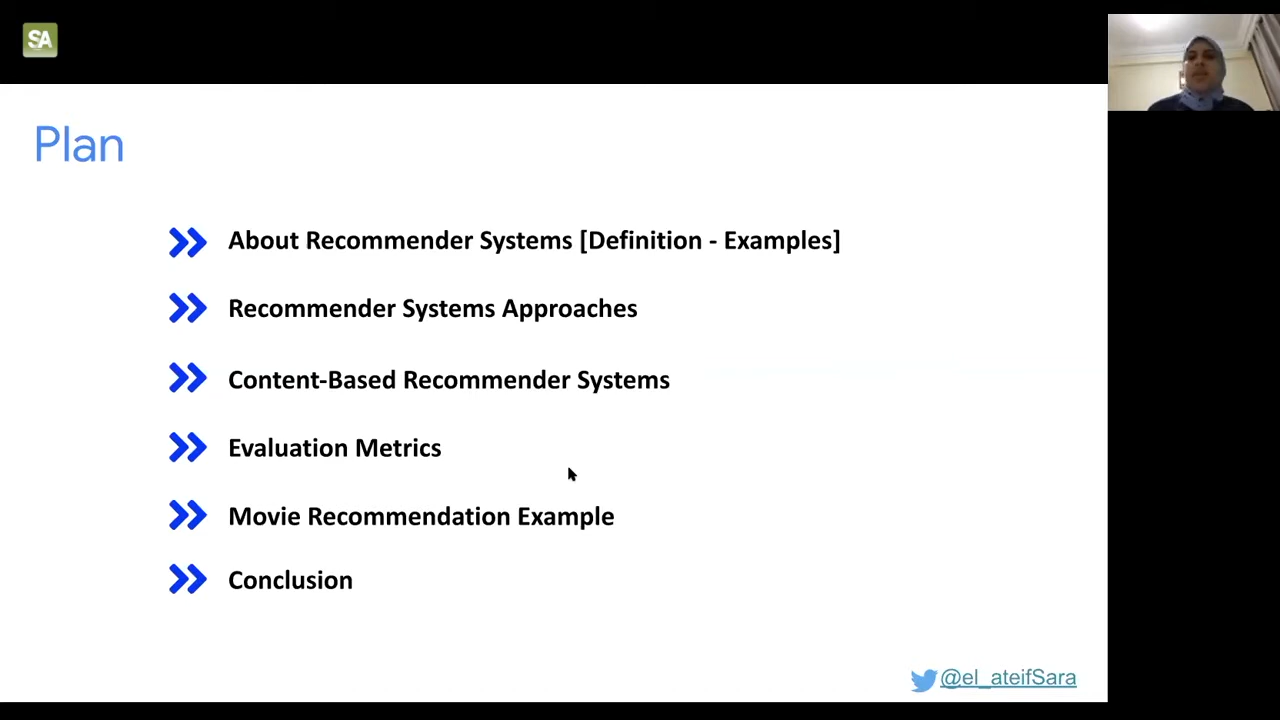 SA
Plan
About Recommender Systems [Definition - Examples]
Recommender Systems Approaches
Content-Based Recommender Systems
Evaluation Metrics
Movie Recommendation Example
Conclusion
@el_ateifSara